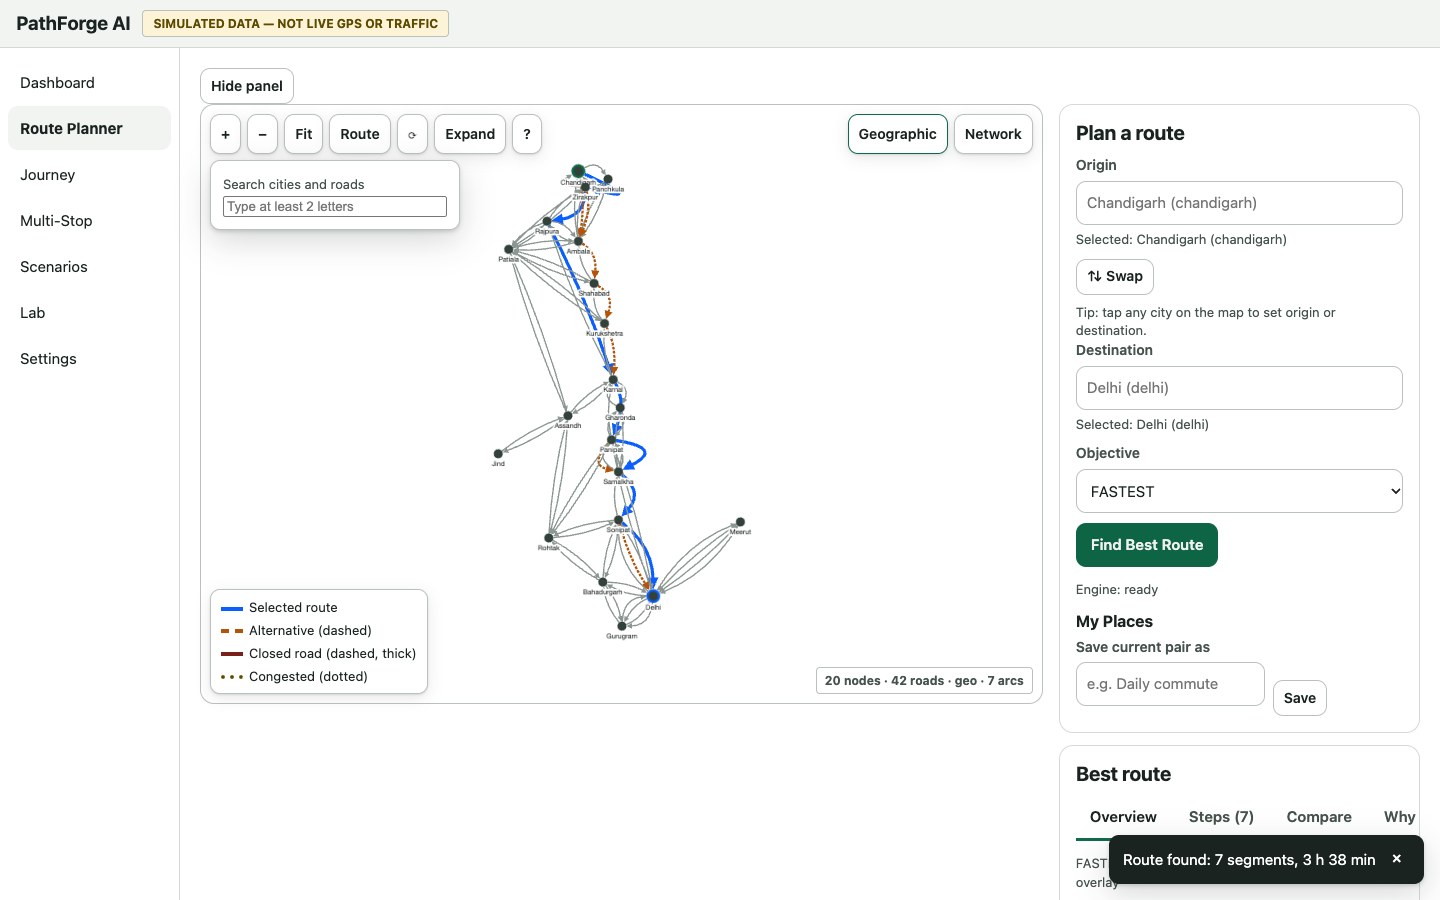 PathForge AI
SIMULATED DATA — NOT LIVE GPS OR TRAFFIC
Dashboard
Route Planner
Journey
Multi-Stop
Scenarios
Lab
Settings
Hide panel
+
−
Fit
Route
⟳
Expand
?
Geographic
Network
Search cities and roads
Type at least 2 letters
Chandigarh
Panchkula
Zirakpur
Rajpura
Ambala
Patiala
Shahabad
Kurukshetra
Karnal
Gharonda
Assandh
Panipat
Jind
Samalkha
Sonipat
Meerut
Rohtak
Bahadurgarh
Delhi
Gurugram
Selected route
Alternative (dashed)
Closed road (dashed, thick)
Congested (dotted)
20 nodes · 42 roads · geo · 7 arcs
Plan a route
Origin
Chandigarh (chandigarh)
Selected: Chandigarh (chandigarh)
⇅ Swap
Tip: tap any city on the map to set origin or
destination.
Destination
Delhi (delhi)
Selected: Delhi (delhi)
Objective
FASTEST
Find Best Route
Engine: ready
My Places
Save current pair as
e.g. Daily commute
Save
Best route
Overview
Steps (7)
Compare
Why
FAST
overlay
Route found: 7 segments, 3 h 38 min
×